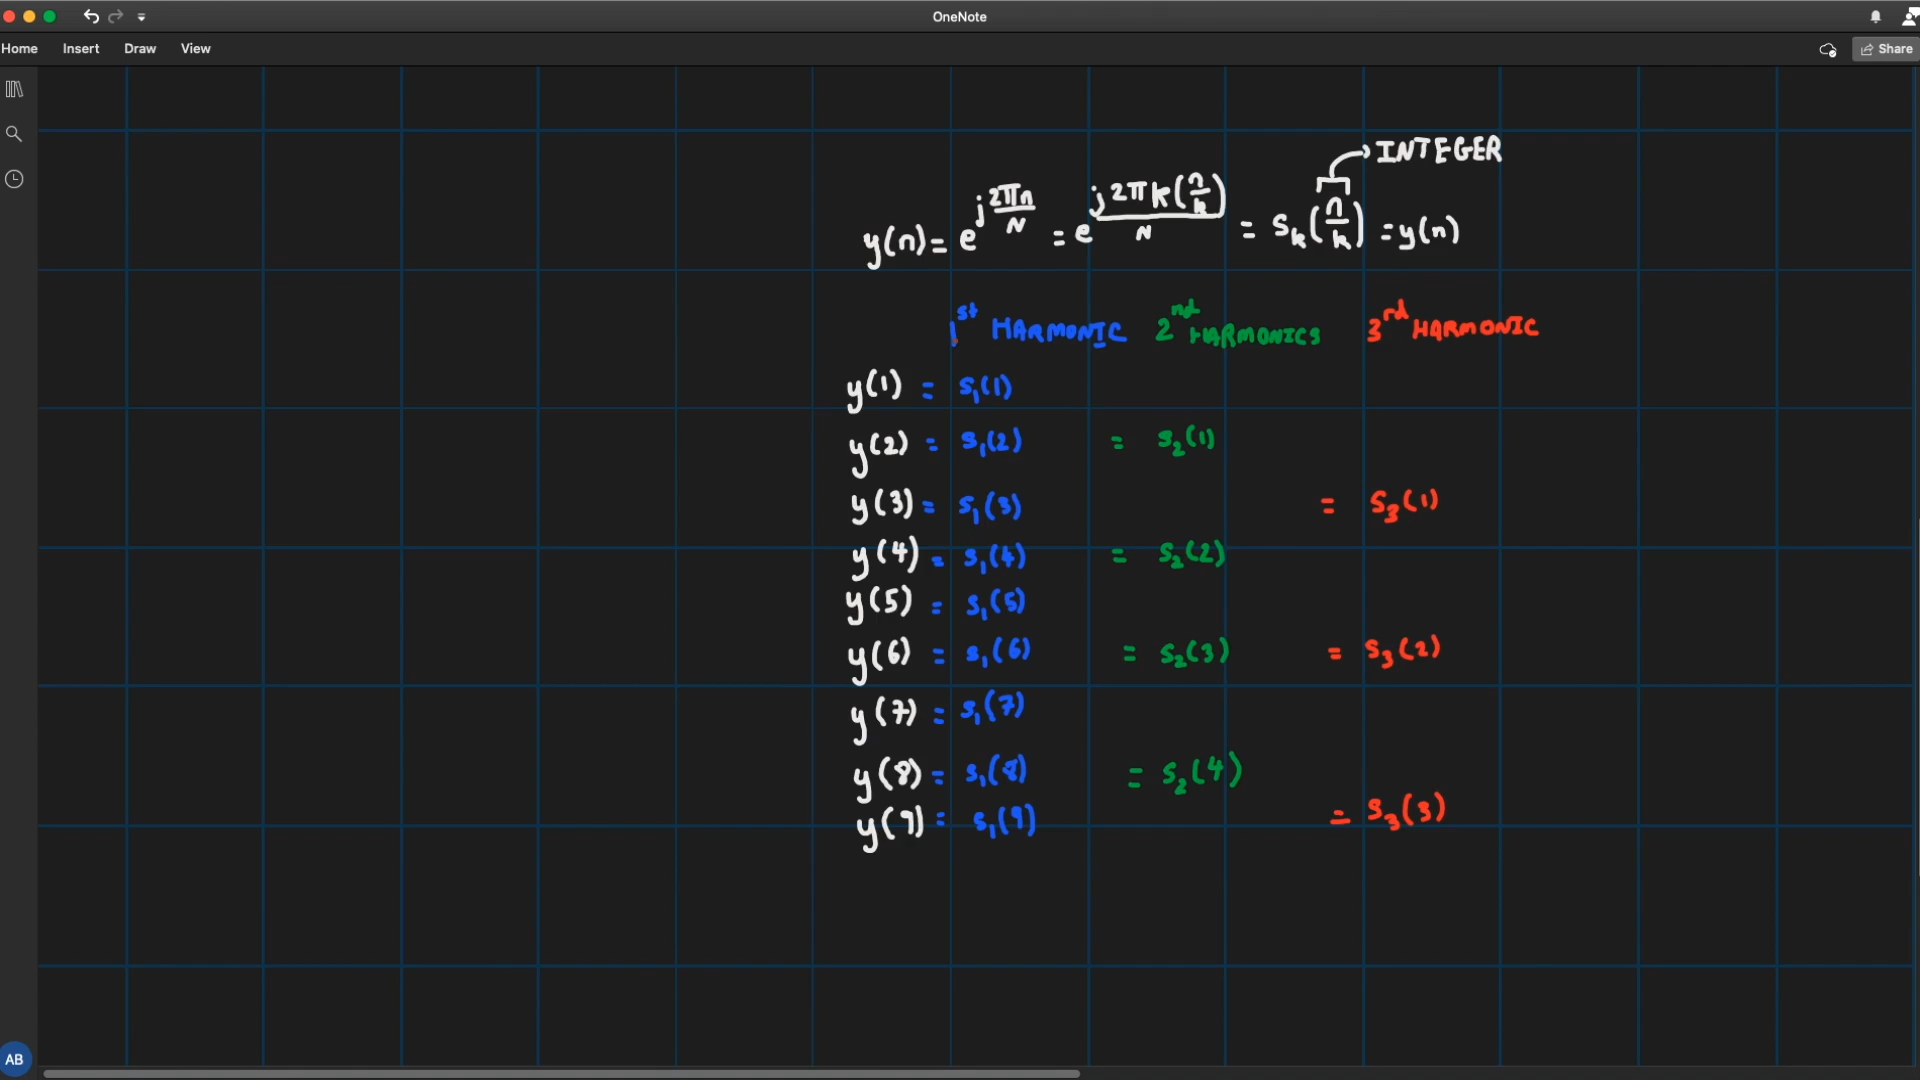 OneNote
Home Insert Draw View Share
INTEGER
y(n) = e^{j2πn/N} = e^{j2πk(n/k)/N} = s_k(n/k) = y(n)
1st HARMONIC 2nd HARMONICS 3rd HARMONIC
y(1) = s₁(1)
y(2) = s₁(2) = s₂(1)
y(3) = s₁(3) = s₃(1)
y(4) = s₁(4) = s₂(2)
y(5) = s₁(5)
y(6) = s₁(6) = s₂(3) = s₃(2)
y(7) = s₁(7)
y(8) = s₁(8) = s₂(4)
y(9) = s₁(9) = s₃(3)
AB